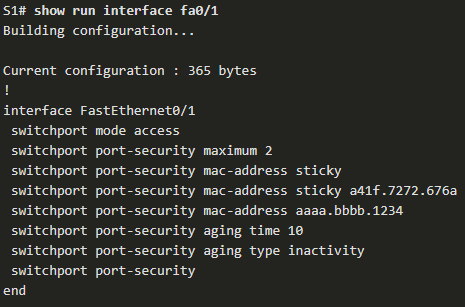 S1# show run interface fa0/1
Building configuration...
Current configuration : 365 bytes
!
interface FastEthernet0/1
switchport mode access
switchport port-security maximum 2
switchport port-security mac-address sticky
switchport port-security mac-address sticky a41f.7272.676a
switchport port-security mac-address aaaa.bbbb.1234
switchport port-security aging time 10
switchport port-security aging type inactivity
switchport port-security
end